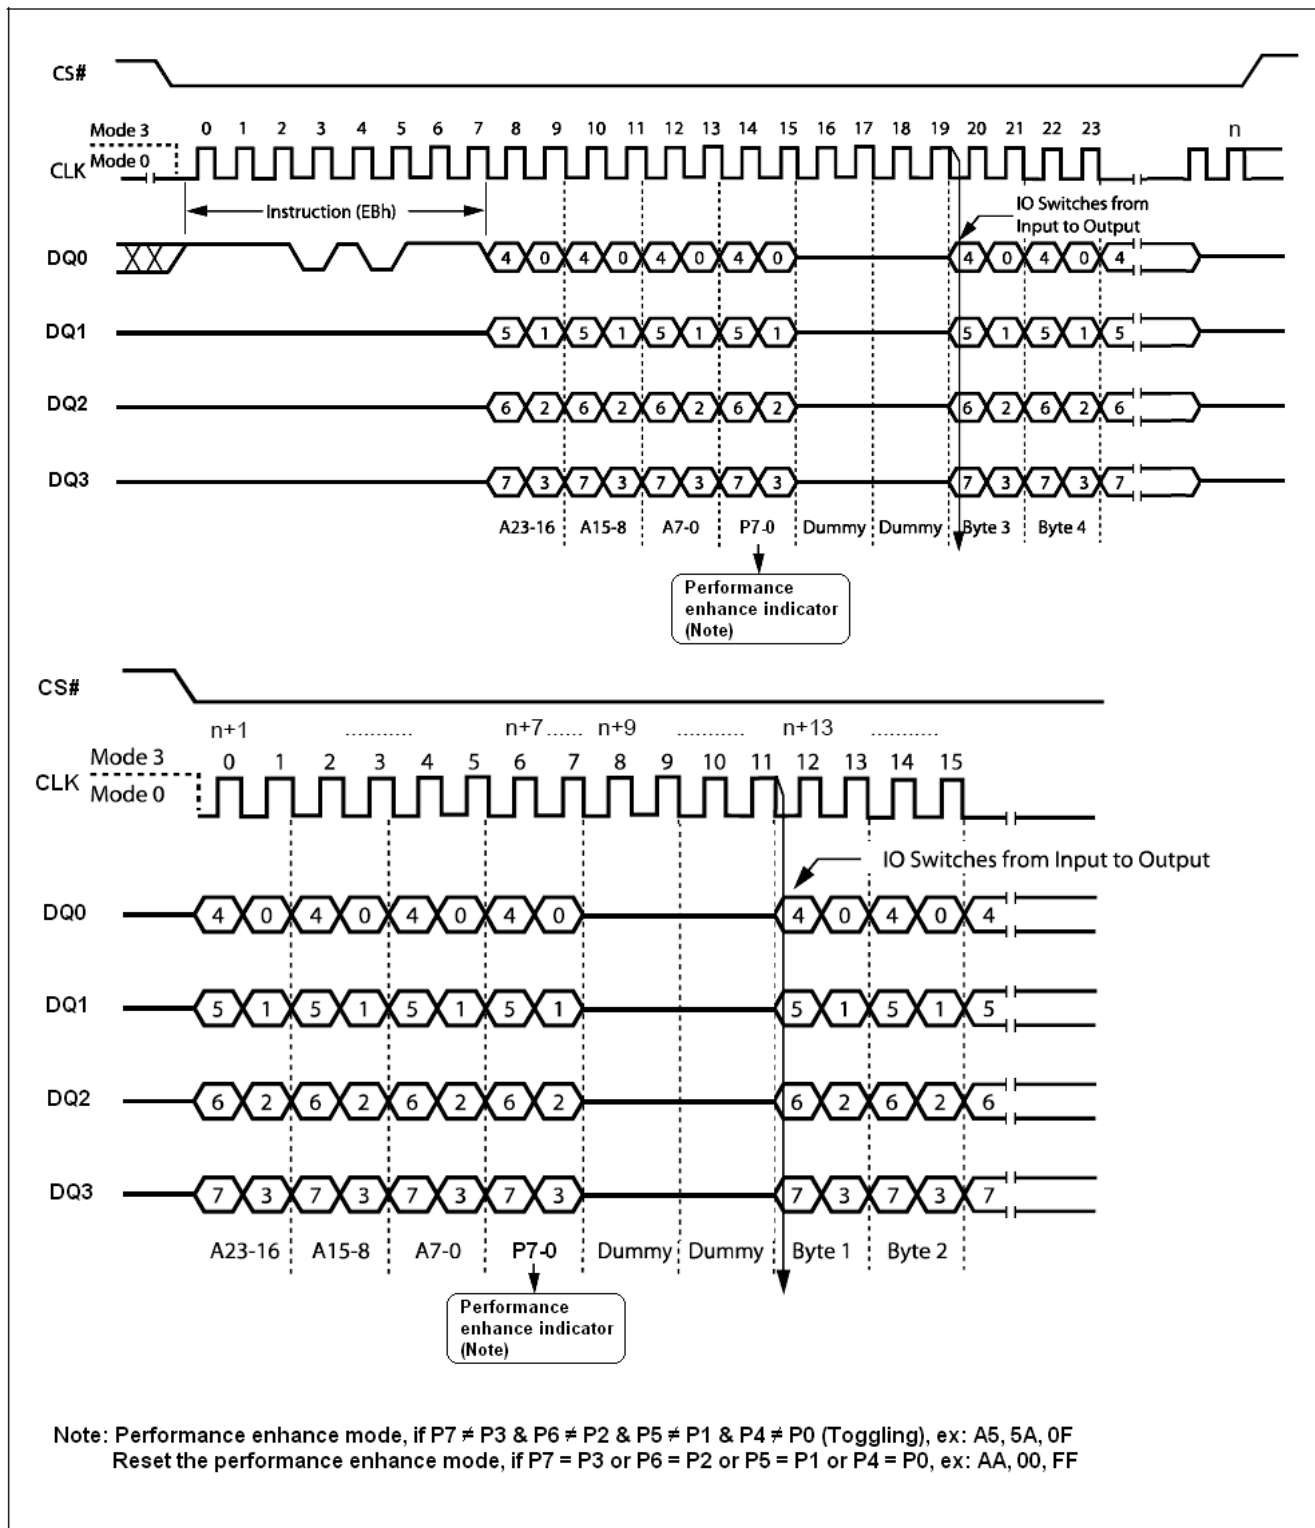 CS#
Mode 3
0 1 2 3 4 5 6 7 8 9 10 11 12 13 14 15 16 17 18 19 20 21 22 23 n
CLK Mode 0
Instruction (EBh)
IO Switches from
Input to Output
DQ0 4 0 4 0 4 0 4 0 4 0 4 0 4
DQ1 5 1 5 1 5 1 5 1 5 1 5 1 5
DQ2 6 2 6 2 6 2 6 2 6 2 6 2 6
DQ3 7 3 7 3 7 3 7 3 7 3 7 3 7
A23-16 A15-8 A7-0 P7-0 Dummy Dummy Byte 3 Byte 4
Performance
enhance indicator
(Note)
CS#
n+1 ............ n+7 ...... n+9 ............ n+13 ............
Mode 3 0 1 2 3 4 5 6 7 8 9 10 11 12 13 14 15
CLK Mode 0
IO Switches from Input to Output
DQ0 4 0 4 0 4 0 4 0 4 0 4 0 4
DQ1 5 1 5 1 5 1 5 1 5 1 5 1 5
DQ2 6 2 6 2 6 2 6 2 6 2 6 2 6
DQ3 7 3 7 3 7 3 7 3 7 3 7 3 7
A23-16 A15-8 A7-0 P7-0 Dummy Dummy Byte 1 Byte 2
Performance
enhance indicator
(Note)
Note: Performance enhance mode, if P7 ≠ P3 & P6 ≠ P2 & P5 ≠ P1 & P4 ≠ P0 (Toggling), ex: A5, 5A, 0F
Reset the performance enhance mode, if P7 = P3 or P6 = P2 or P5 = P1 or P4 = P0, ex: AA, 00, FF